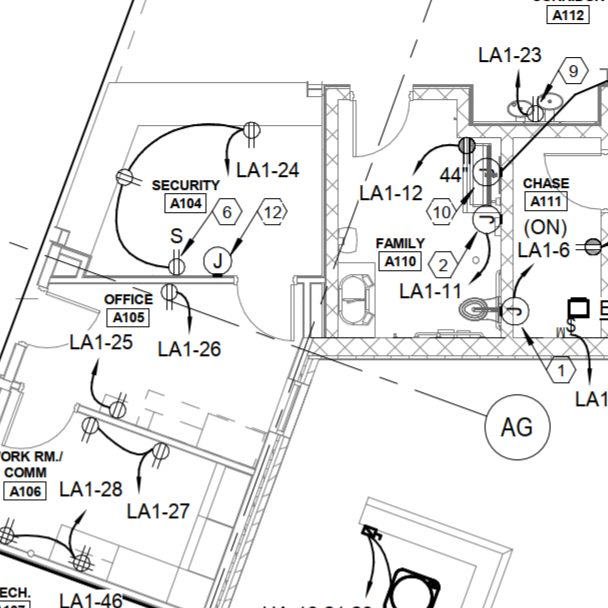 A112
LA1-23
9
LA1-24
SECURITY
A104
6
12
S
J
LA1-12
44"
J
10
CHASE
A111
(ON)
LA1-6
J
FAMILY
A110
2
LA1-11
J
OFFICE
A105
LA1-25
LA1-26
1
S
M
LA1
AG
ORK RM./
COMM
A106
LA1-28
LA1-27
ECH.
LA1-46